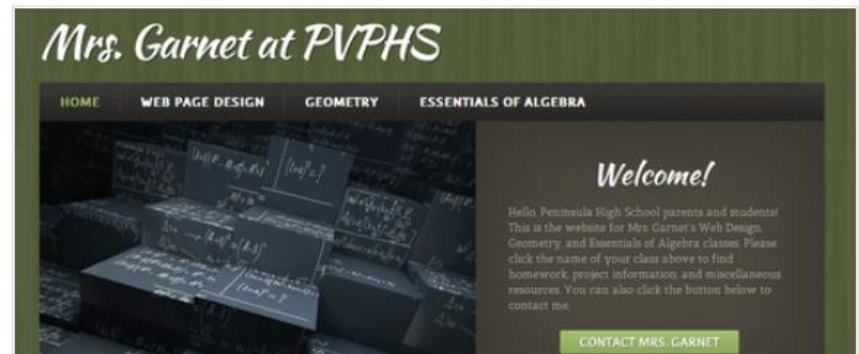 Mrs. Garnet at PVPHS
HOME WEB PAGE DESIGN GEOMETRY ESSENTIALS OF ALGEBRA
Welcome!
Hello, Peninsula High School parents and students!
This is the website for Mrs. Garnet's Web Design,
Geometry, and Essentials of Algebra classes. Please
click the name of your class above to find
homework, project information, and miscellaneous
resources. You can also click the button below to
contact me.
CONTACT MRS. GARNET